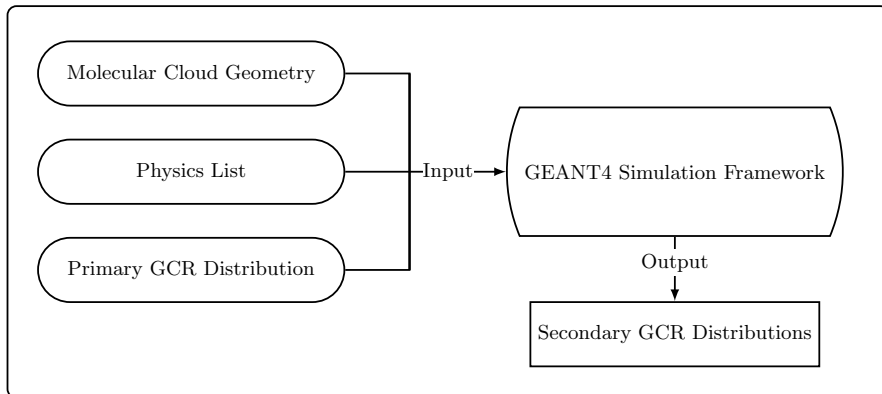 Molecular Cloud Geometry
Physics List
Primary GCR Distribution
Input
GEANT4 Simulation Framework
Output
Secondary GCR Distributions